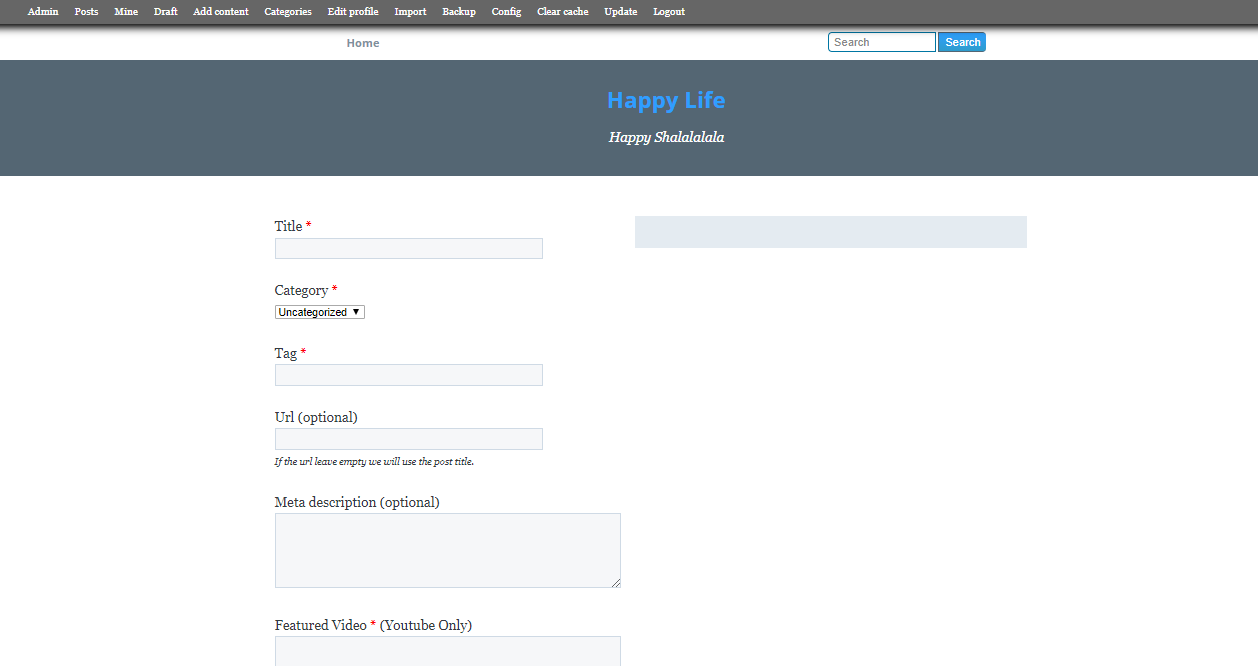 Admin Posts Mine Draft Add content Categories Edit profile Import Backup Config Clear cache Update Logout
Home Search Search
Happy Life
Happy Shalalalala
Title *
Category *
Uncategorized ▼
Tag *
Url (optional)
If the url leave empty we will use the post title.
Meta description (optional)
Featured Video * (Youtube Only)